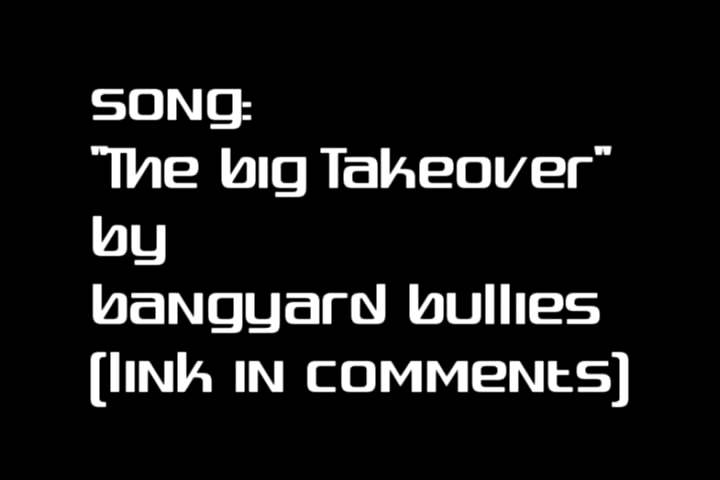 SONG:
"The big Takeover"
by
bangyard bullies
(link in comments)